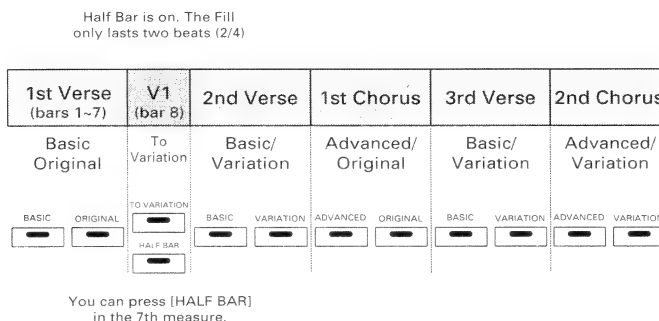 Half Bar is on. The Fill
only lasts two beats (2/4)
1st Verse V1 2nd Verse 1st Chorus 3rd Verse 2nd Chorus
(bars 1~7) (bar 8)
Basic To Basic/ Advanced/ Basic/ Advanced/
Original Variation Variation Original Variation Variation
TO VARIATION
BASIC ORIGINAL BASIC VARIATION ADVANCED ORIGINAL BASIC VARIATION ADVANCED VARIATION
HALF BAR
You can press [HALF BAR]
in the 7th measure.